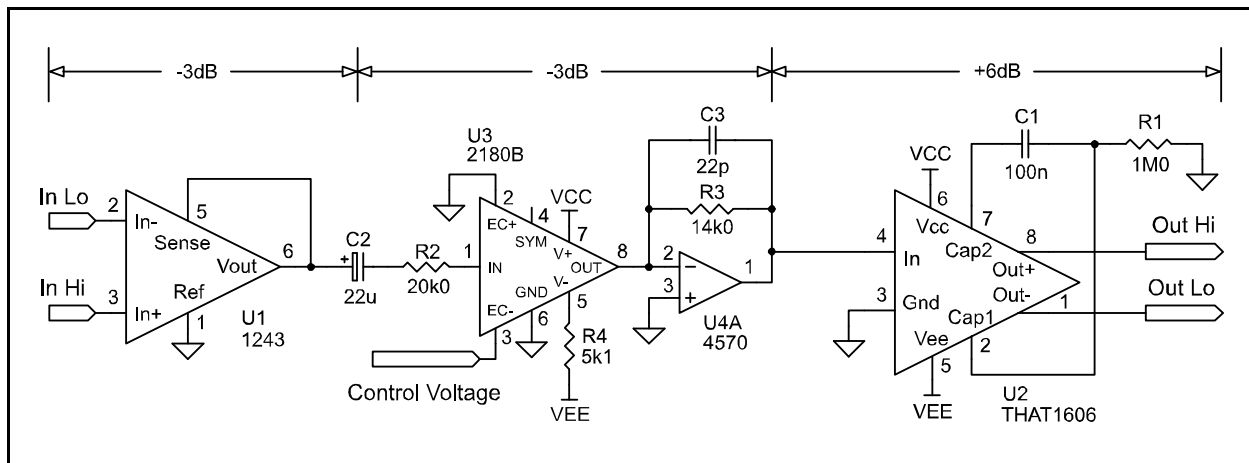 -3dB
-3dB
+6dB
In Lo
2
In-
5
Sense
Vout
6
Ref
1
In Hi
3
In+
U1
1243
C2
+
22u
R2
20k0
U3
2180B
1
IN
2
EC+
4
SYM
VCC
7
V+
OUT
8
V-
5
GND
6
EC-
3
R4
5k1
VEE
Control Voltage
C3
22p
R3
14k0
2
−
3
+
1
U4A
4570
C1
100n
R1
1M0
VCC
6
Vcc
7
Cap2
4
In
8
Out+
Out Hi
3
Gnd
Out-
1
Out Lo
Cap1
2
Vee
5
VEE
U2
THAT1606